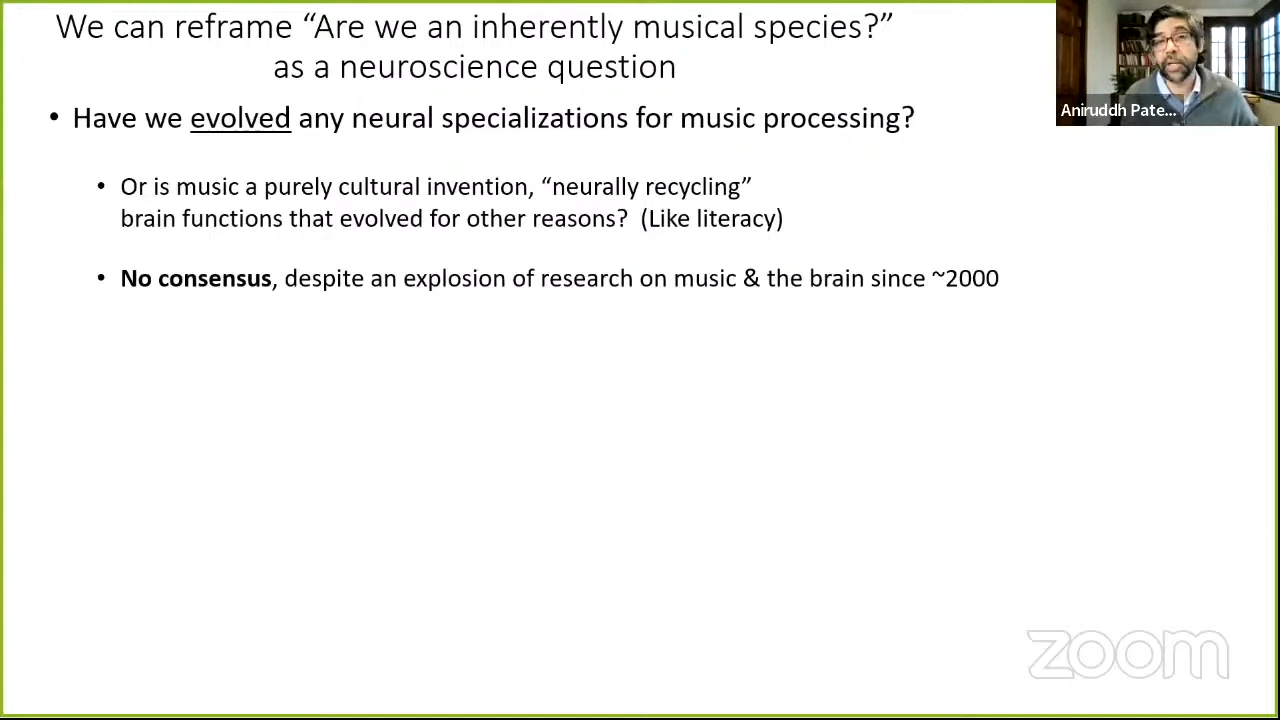 We can reframe “Are we an inherently musical species?”
as a neuroscience question
• Have we evolved any neural specializations for music processing?
• Or is music a purely cultural invention, “neurally recycling”
brain functions that evolved for other reasons? (Like literacy)
• No consensus, despite an explosion of research on music & the brain since ~2000
Aniruddh Pate...
zoom